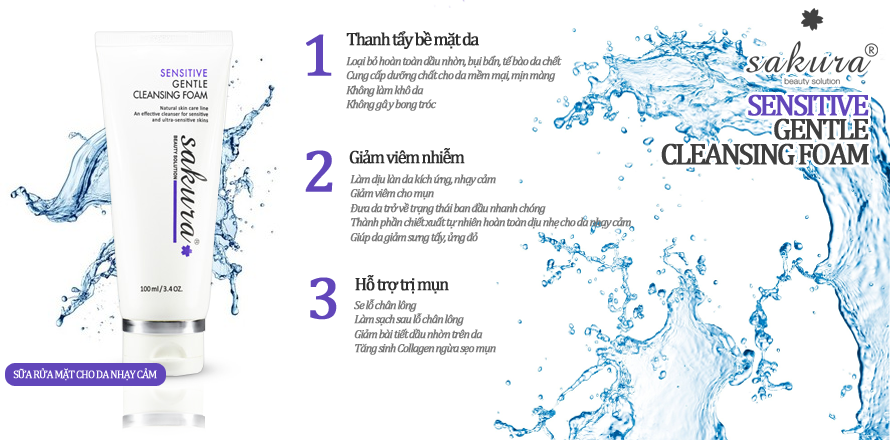 SENSITIVE
GENTLE
CLEANSING FOAM
Natural skin care line
An effective cleanser for sensitive
and ultra-sensitive skins
sakura®
BEAUTY SOLUTION
100 ml / 3.4 OZ.
SỮA RỬA MẶT CHO DA NHẠY CẢM
1
Thanh tẩy bề mặt da
Loại bỏ hoàn toàn dầu nhờn, bụi bẩn, tế bào da chết
Cung cấp dưỡng chất cho da mềm mại, mịn màng
Không làm khô da
Không gây bong tróc
2
Giảm viêm nhiễm
Làm dịu làn da kích ứng, nhạy cảm
Giảm viêm cho mụn
Đưa da trở về trạng thái ban đầu nhanh chóng
Thành phần chiết xuất tự nhiên hoàn toàn dịu nhẹ cho da nhạy cảm
Giúp da giảm sưng tấy, ửng đỏ
3
Hỗ trợ trị mụn
Se lỗ chân lông
Làm sạch sau lỗ chân lông
Giảm bài tiết dầu nhờn trên da
Tăng sinh Collagen ngừa sẹo mụn
sakura®
beauty solution
SENSITIVE
GENTLE
CLEANSING FOAM